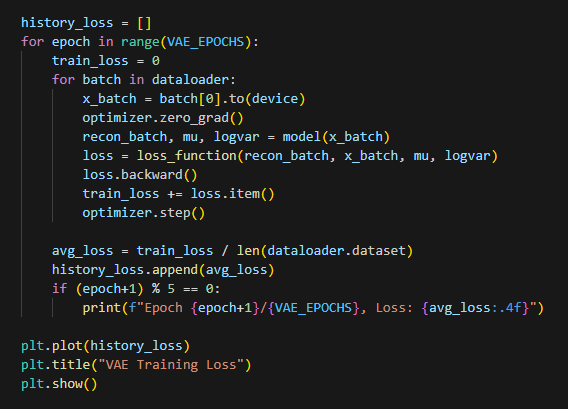 history_loss = []
for epoch in range(VAE_EPOCHS):
    train_loss = 0
    for batch in dataloader:
        x_batch = batch[0].to(device)
        optimizer.zero_grad()
        recon_batch, mu, logvar = model(x_batch)
        loss = loss_function(recon_batch, x_batch, mu, logvar)
        loss.backward()
        train_loss += loss.item()
        optimizer.step()

    avg_loss = train_loss / len(dataloader.dataset)
    history_loss.append(avg_loss)
    if (epoch+1) % 5 == 0:
        print(f"Epoch {epoch+1}/{VAE_EPOCHS}, Loss: {avg_loss:.4f}")

plt.plot(history_loss)
plt.title("VAE Training Loss")
plt.show()